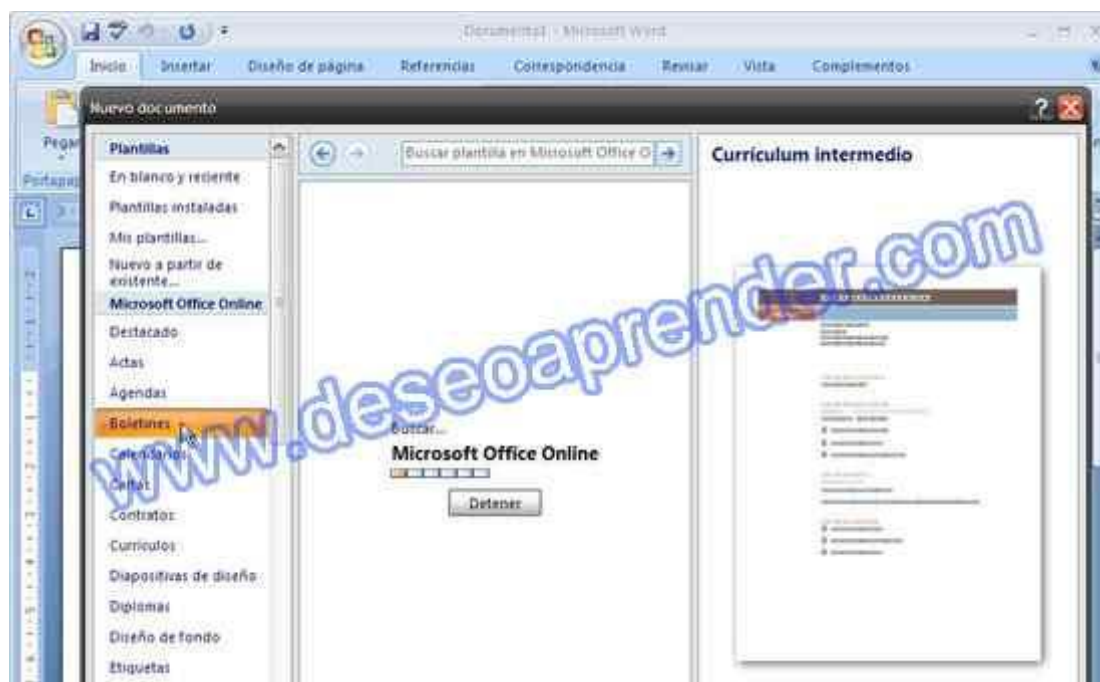 Documento1 - Microsoft Word
Inicio Insertar Diseño de página Referencias Correspondencia Revisar Vista Complementos
Pegar
Nuevo documento
Plantillas
En blanco y reciente
Plantillas instaladas
Mis plantillas...
Nuevo a partir de
existente...
Microsoft Office Online
Destacado
Actas
Agendas
Boletines
Calendarios
Cartas
Contratos
Currículos
Diapositivas de diseño
Diplomas
Diseño de fondo
Etiquetas
Buscar plantilla en Microsoft Office O
Buscar...
Microsoft Office Online
Detener
Currículum intermedio
www.deseoaprender.com